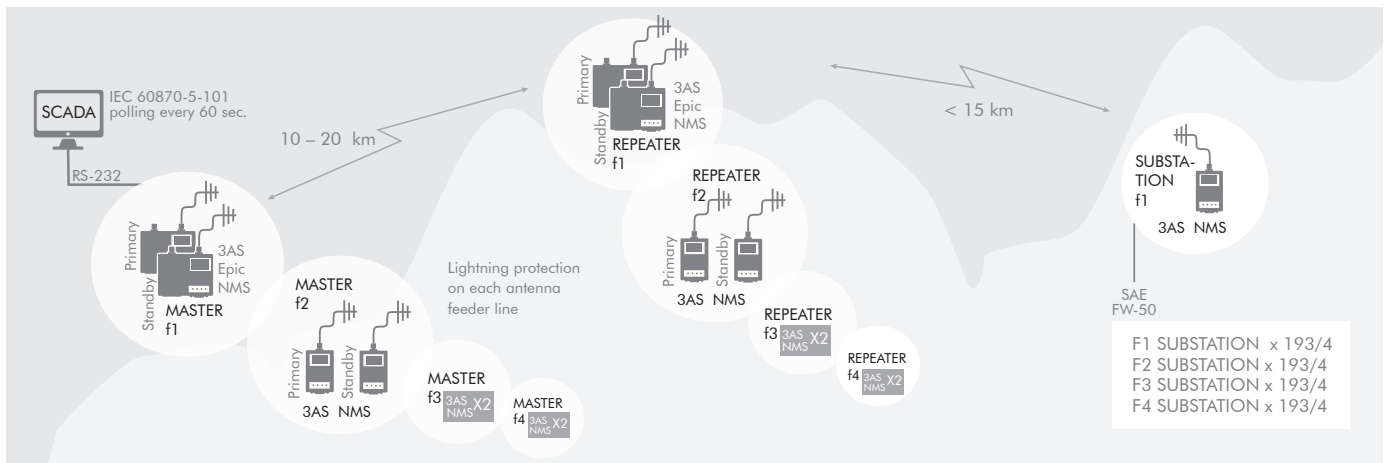 SCADA
IEC 60870-5-101
polling every 60 sec.
RS-232
10 – 20 km
Primary
Standby
3AS
Epic
NMS
MASTER
f1
MASTER
f2
Primary
Standby
3AS NMS
MASTER
f3
3AS
NMS
X2
MASTER
f4
3AS
NMS
X2
Lightning protection
on each antenna
feeder line
Primary
Standby
3AS
Epic
NMS
REPEATER
f1
REPEATER
f2
Primary
Standby
3AS NMS
REPEATER
f3
3AS
NMS
X2
REPEATER
f4
3AS
NMS
X2
< 15 km
SUBSTA-
TION
f1
3AS NMS
SAE
FW-50
F1 SUBSTATION x 193/4
F2 SUBSTATION x 193/4
F3 SUBSTATION x 193/4
F4 SUBSTATION x 193/4